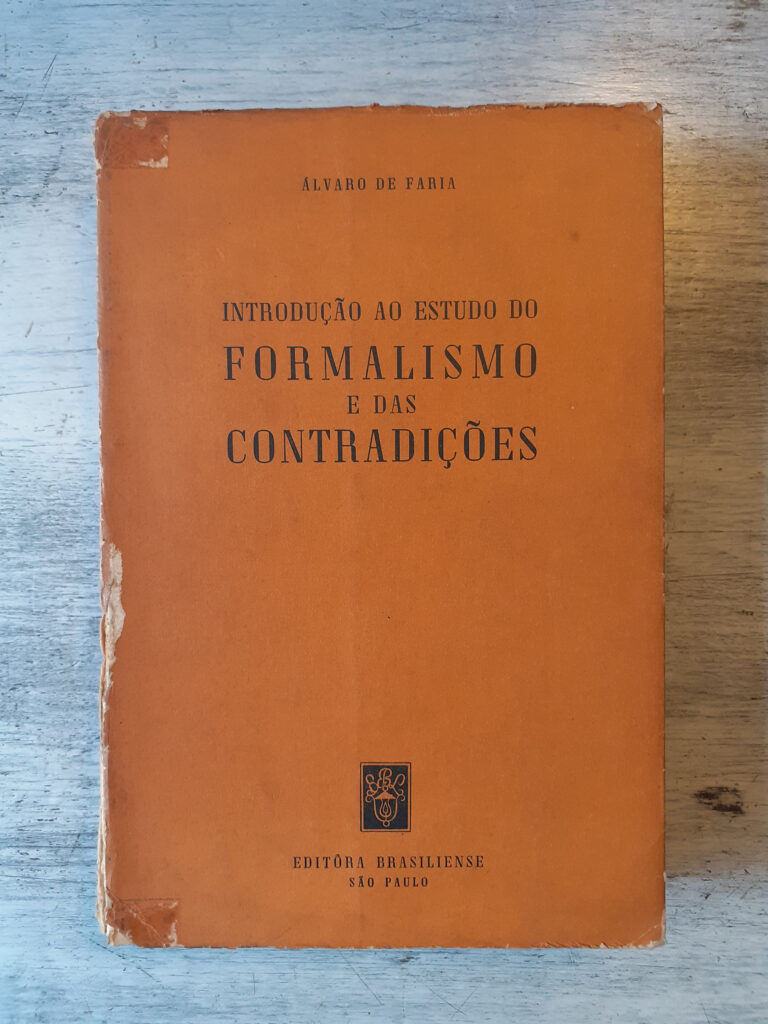 ÁLVARO DE FARIA
INTRODUÇÃO AO ESTUDO DO
FORMALISMO
E DAS
CONTRADIÇÕES
EDITÔRA BRASILIENSE
SÃO PAULO